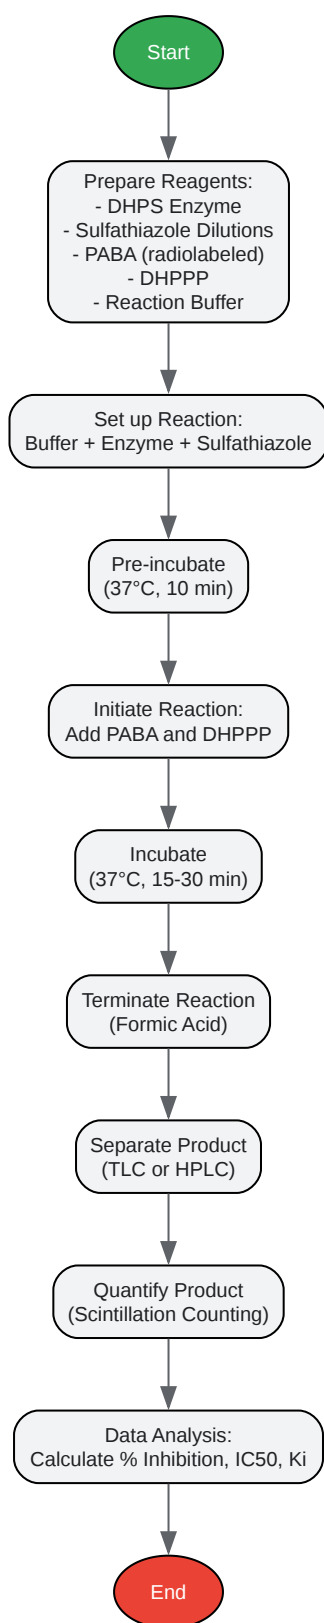 Start
Prepare Reagents:
- DHPS Enzyme
- Sulfathiazole Dilutions
- PABA (radiolabeled)
- DHPPP
- Reaction Buffer
Set up Reaction:
Buffer + Enzyme + Sulfathiazole
Pre-incubate
(37°C, 10 min)
Initiate Reaction:
Add PABA and DHPPP
Incubate
(37°C, 15-30 min)
Terminate Reaction
(Formic Acid)
Separate Product
(TLC or HPLC)
Quantify Product
(Scintillation Counting)
Data Analysis:
Calculate % Inhibition, IC50, Ki
End